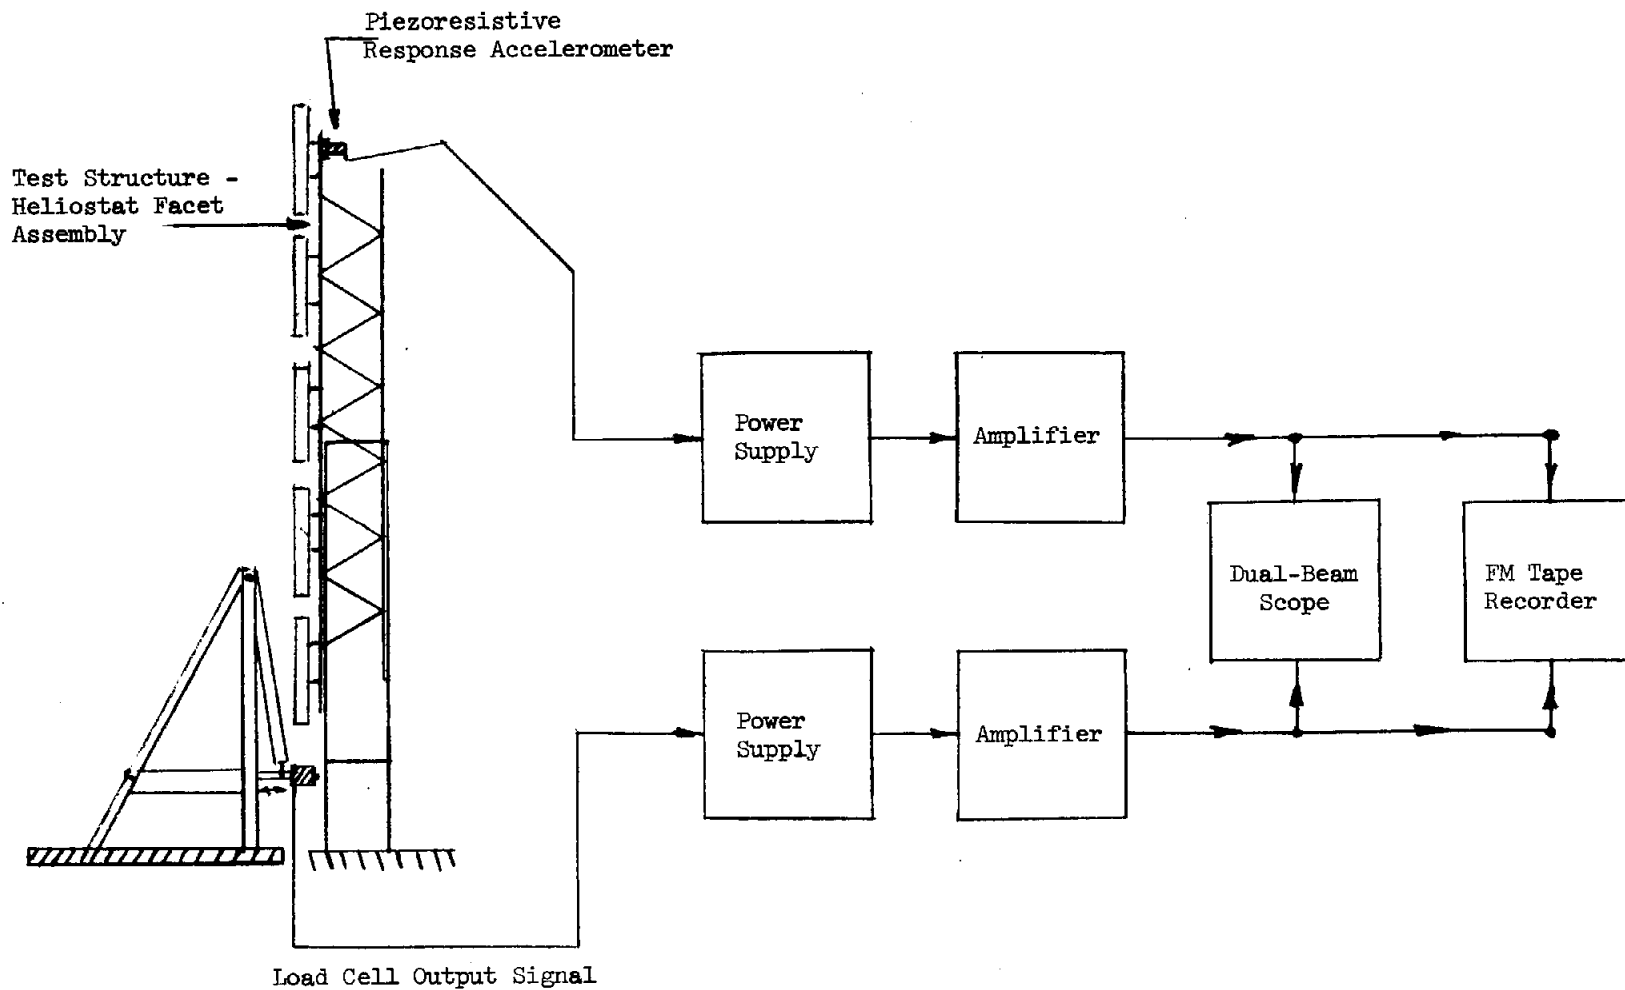 Piezoresistive
Response Accelerometer
Test Structure -
Heliostat Facet
Assembly
Power
Supply
Amplifier
Dual-Beam
Scope
FM Tape
Recorder
Power
Supply
Amplifier
Load Cell Output Signal